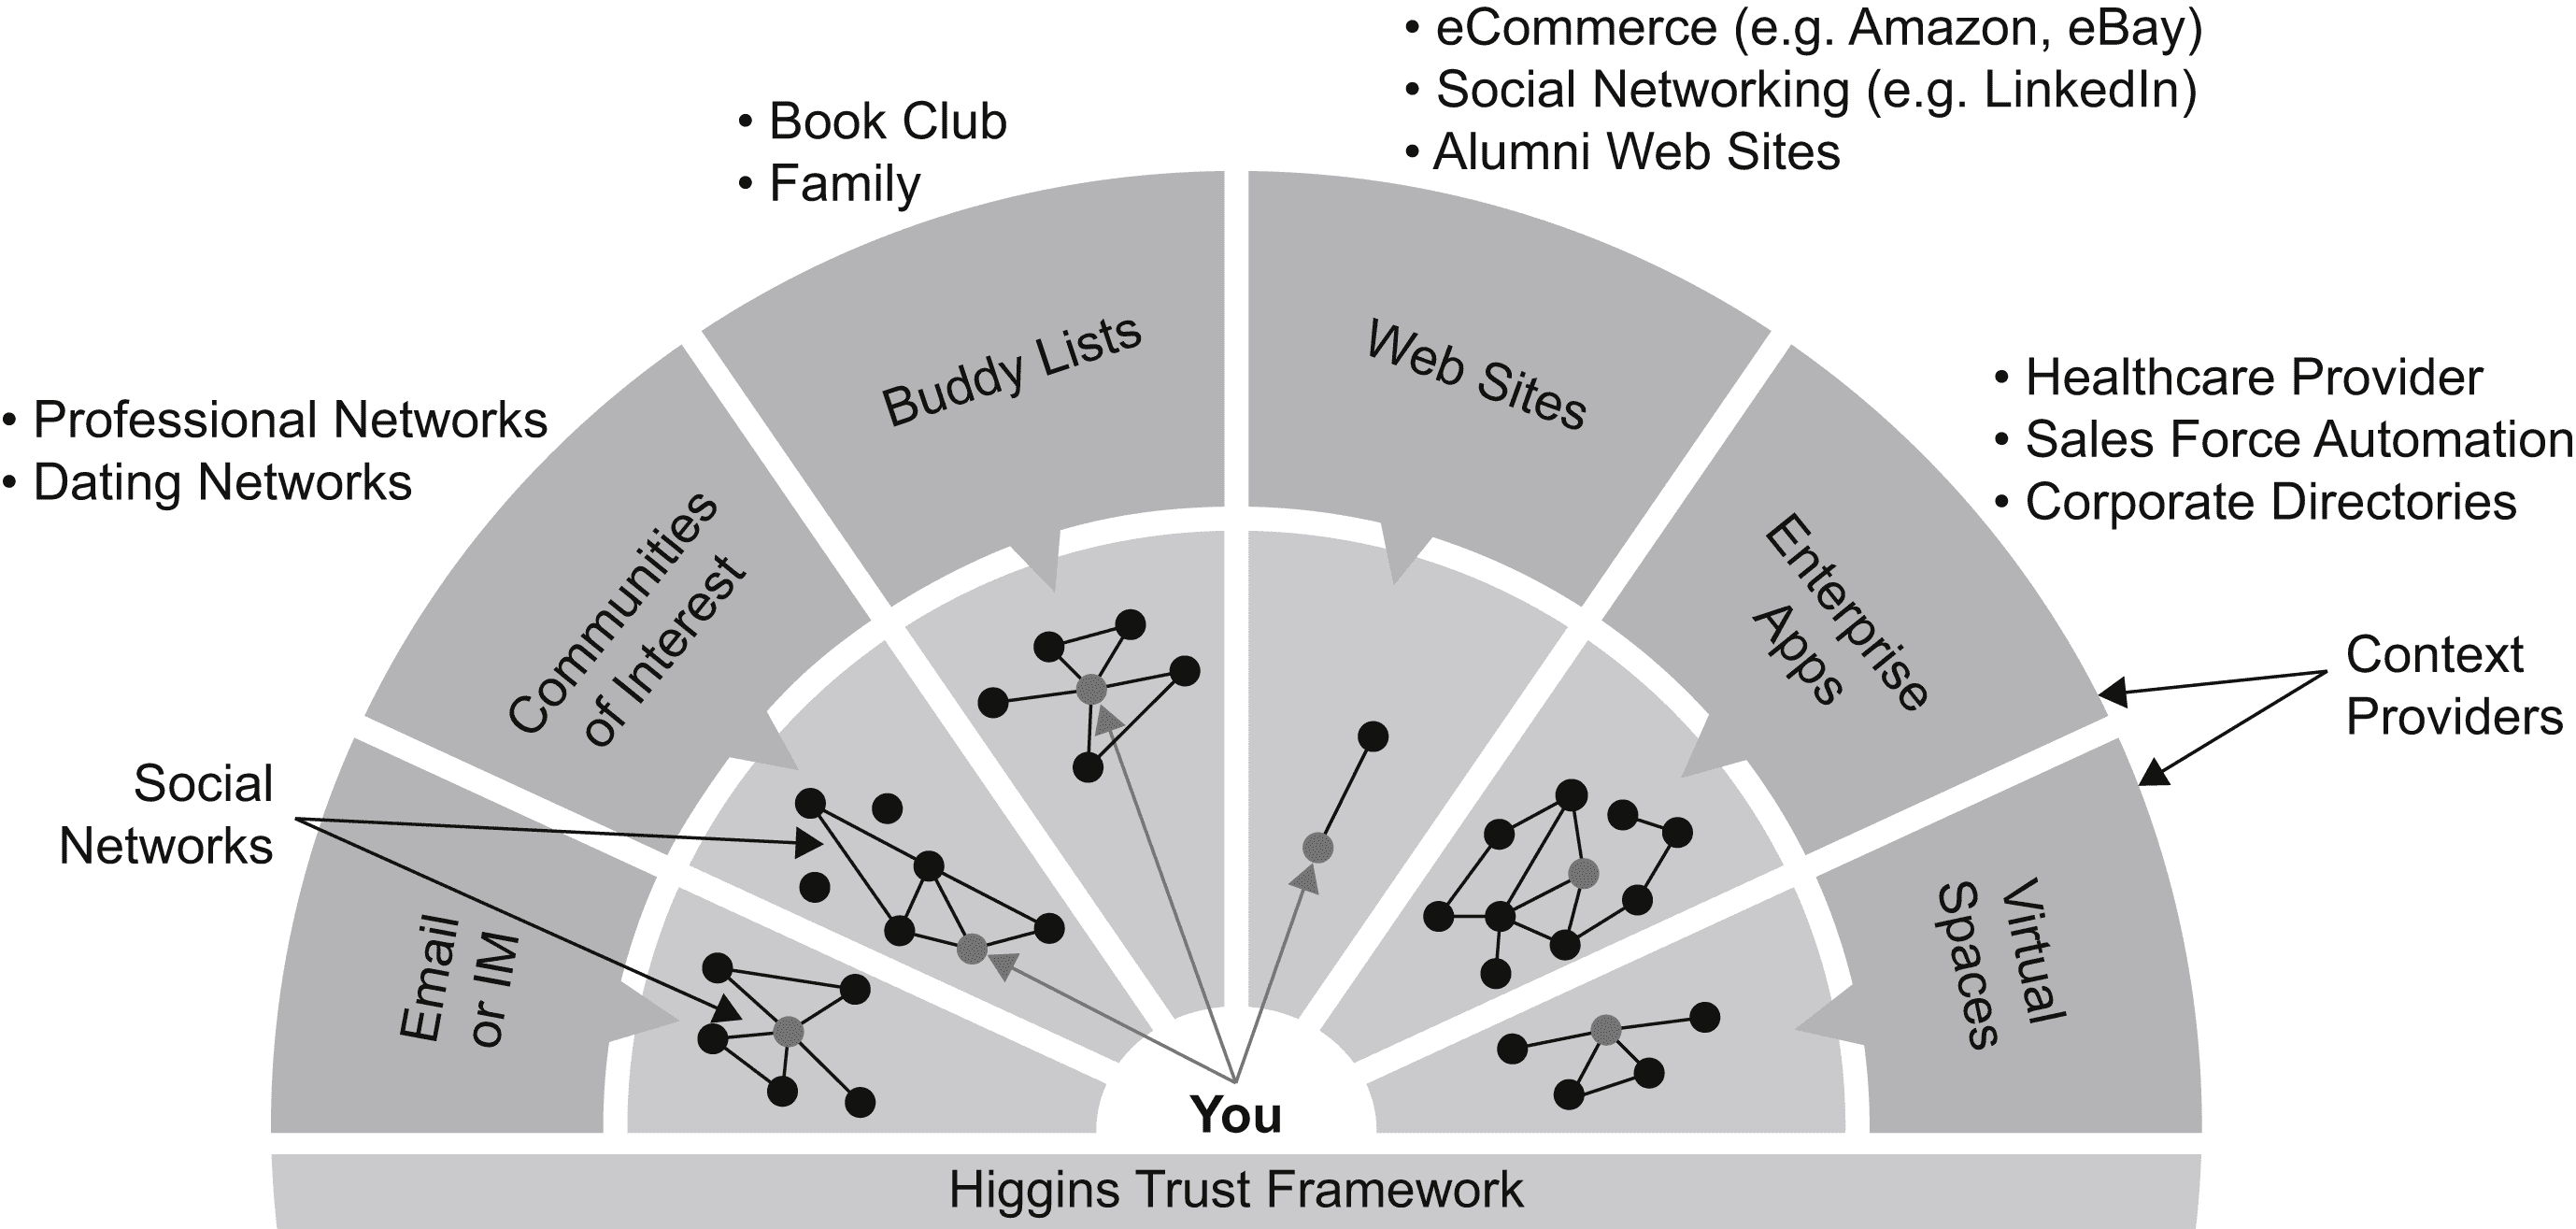 • eCommerce (e.g. Amazon, eBay)
• Social Networking (e.g. LinkedIn)
• Alumni Web Sites
• Book Club
• Family
Buddy Lists
Web Sites
• Healthcare Provider
• Sales Force Automation
• Corporate Directories
• Professional Networks
• Dating Networks
Communities
of Interest
Enterprise
Apps
Context
Providers
Social
Networks
Email
or IM
Virtual
Spaces
You
Higgins Trust Framework